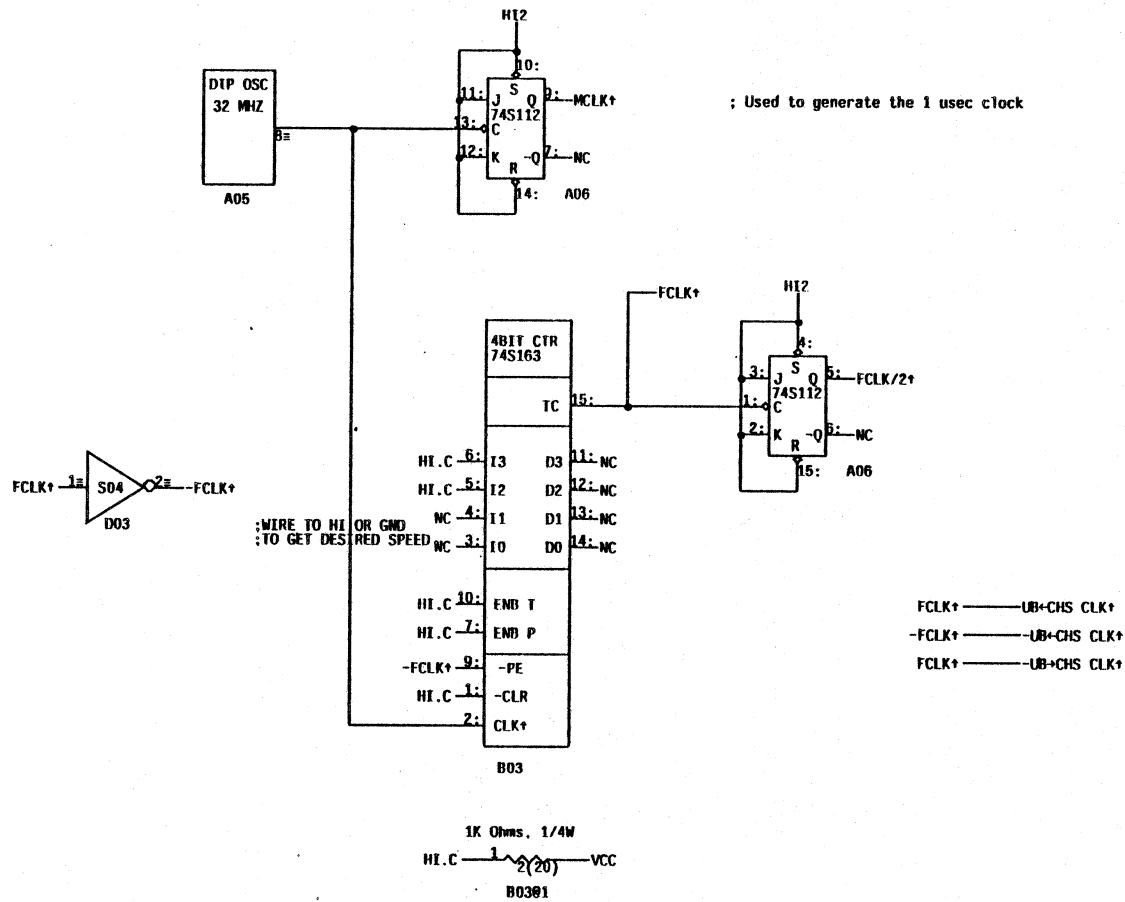 HI2
10:
DIP OSC
32 MHZ
8≡
A05
11: J S Q 9: MCLK↑
74S112
13: C
12: K -Q 7: NC
R
14: A06
; Used to generate the 1 usec clock
FCLK↑
HI2
4:
3: J S Q 5: FCLK/2↑
74S112
1: C
2: K -Q 6: NC
R
15: A06
4BIT CTR
74S163
TC 15:
HI.C 6: I3 D3 11: NC
HI.C 5: I2 D2 12: NC
NC 4: I1 D1 13: NC
NC 3: I0 D0 14: NC
;WIRE TO HI OR GND
;TO GET DESIRED SPEED
FCLK↑ 1≡ S04 2≡ -FCLK↑
D03
HI.C 10: ENB T
HI.C 7: ENB P
-FCLK↑ 9: -PE
HI.C 1: -CLR
2: CLK↑
B03
FCLK↑ UB←CHS CLK↑
-FCLK↑ -UB←CHS CLK↑
FCLK↑ -UB→CHS CLK↑
1K Ohms, 1/4W
HI.C 1 2(20) VCC
B03@1